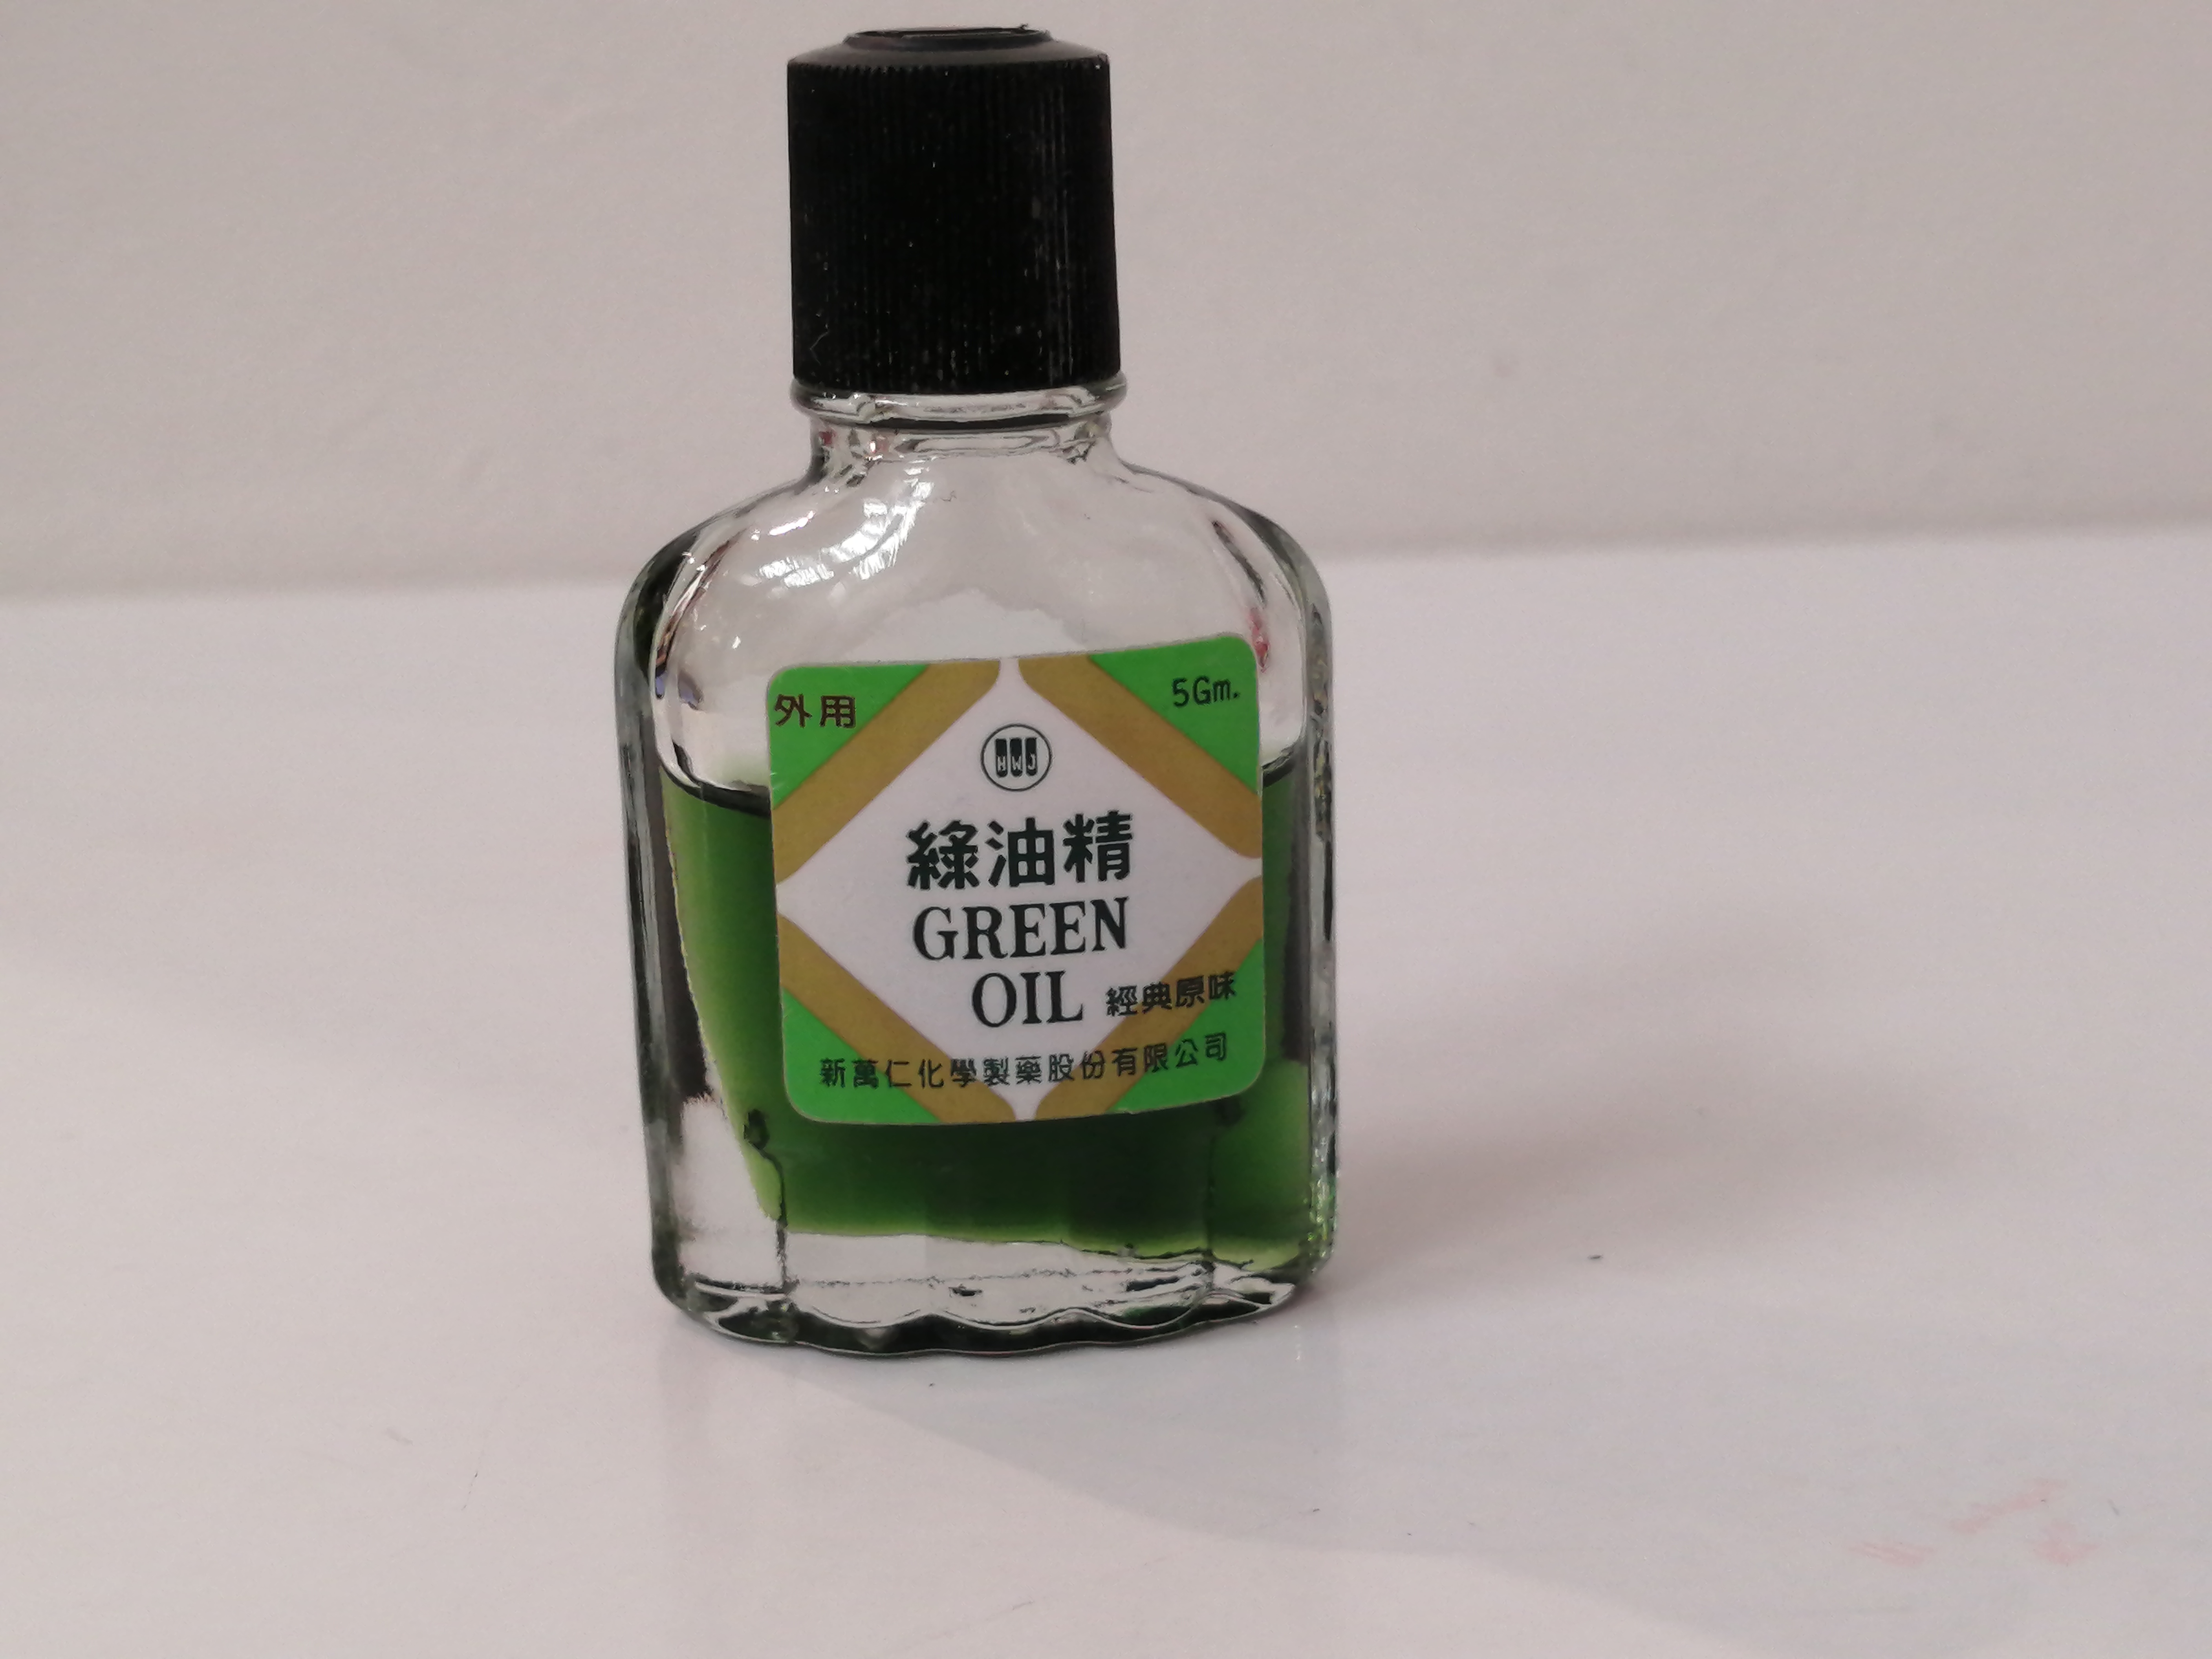 外用
5Gm.
HWJ
綠油精
GREEN
OIL
經典原味
新萬仁化學製藥股份有限公司